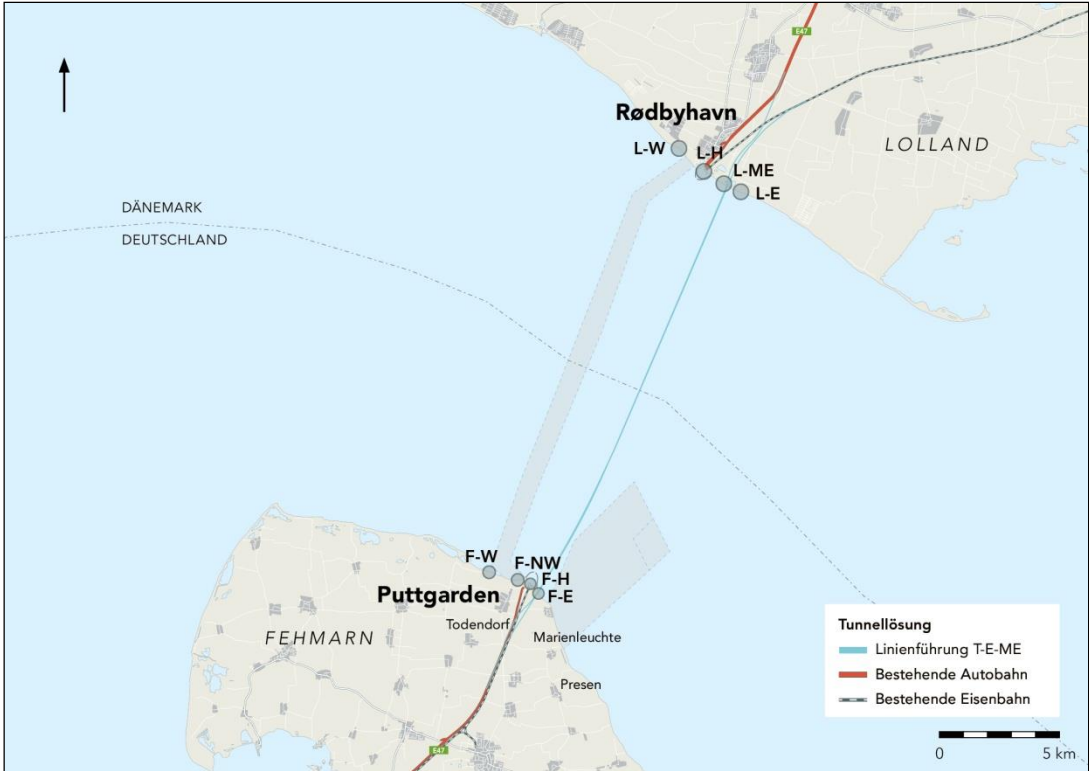 E47
Rødbyhavn
L-W
L-H
LOLLAND
L-ME
L-E
DÄNEMARK
DEUTSCHLAND
F-W
F-NW
F-H
Puttgarden
F-E
Todendorf
FEHMARN
Marienleuchte
Presen
E47
Tunnellösung
Linienführung T-E-ME
Bestehende Autobahn
Bestehende Eisenbahn
0 5 km